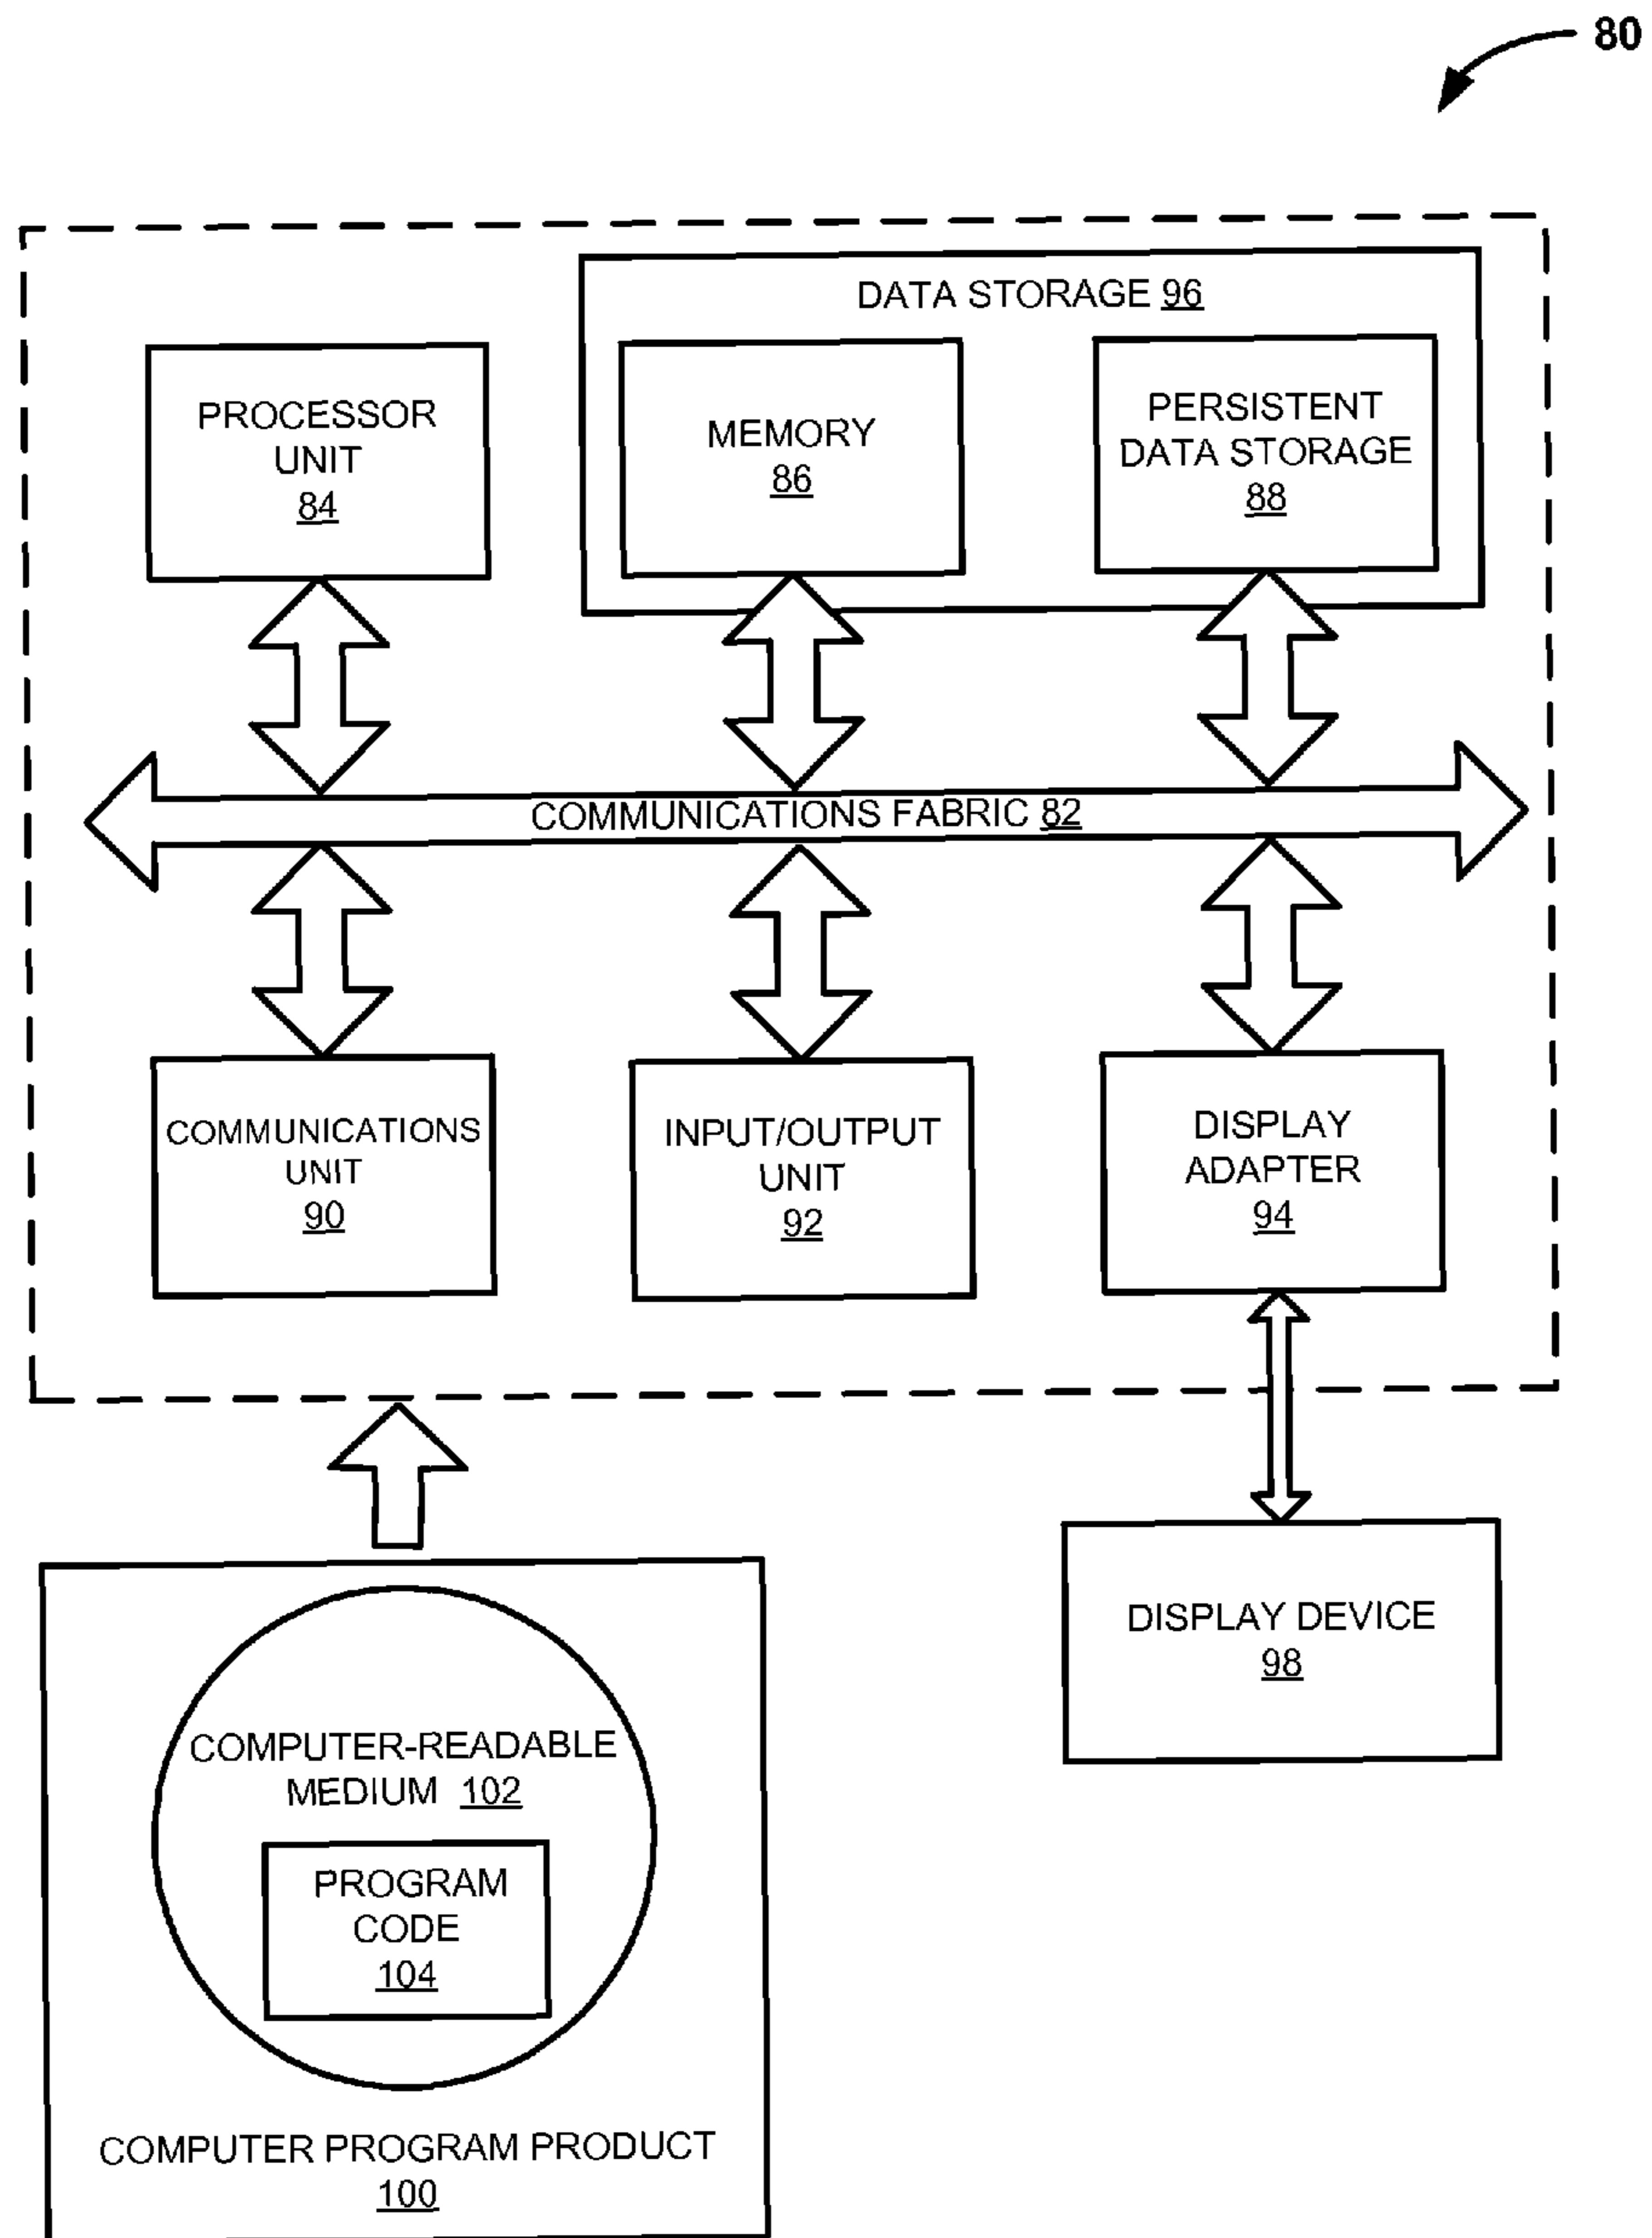 80
DATA STORAGE 96
PROCESSOR
UNIT
84
MEMORY
86
PERSISTENT
DATA STORAGE
88
COMMUNICATIONS FABRIC 82
COMMUNICATIONS
UNIT
90
INPUT/OUTPUT
UNIT
92
DISPLAY
ADAPTER
94
DISPLAY DEVICE
98
COMPUTER-READABLE
MEDIUM 102
PROGRAM
CODE
104
COMPUTER PROGRAM PRODUCT
100